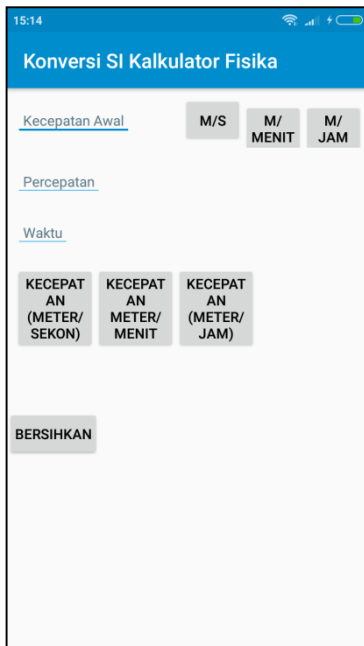 15:14
Konversi SI Kalkulator Fisika
Kecepatan Awal
M/S
M/
MENIT
M/
JAM
Percepatan
Waktu
KECEPAT
AN
(METER/
SEKON)
KECEPAT
AN
METER/
MENIT
KECEPAT
AN
(METER/
JAM)
BERSIHKAN